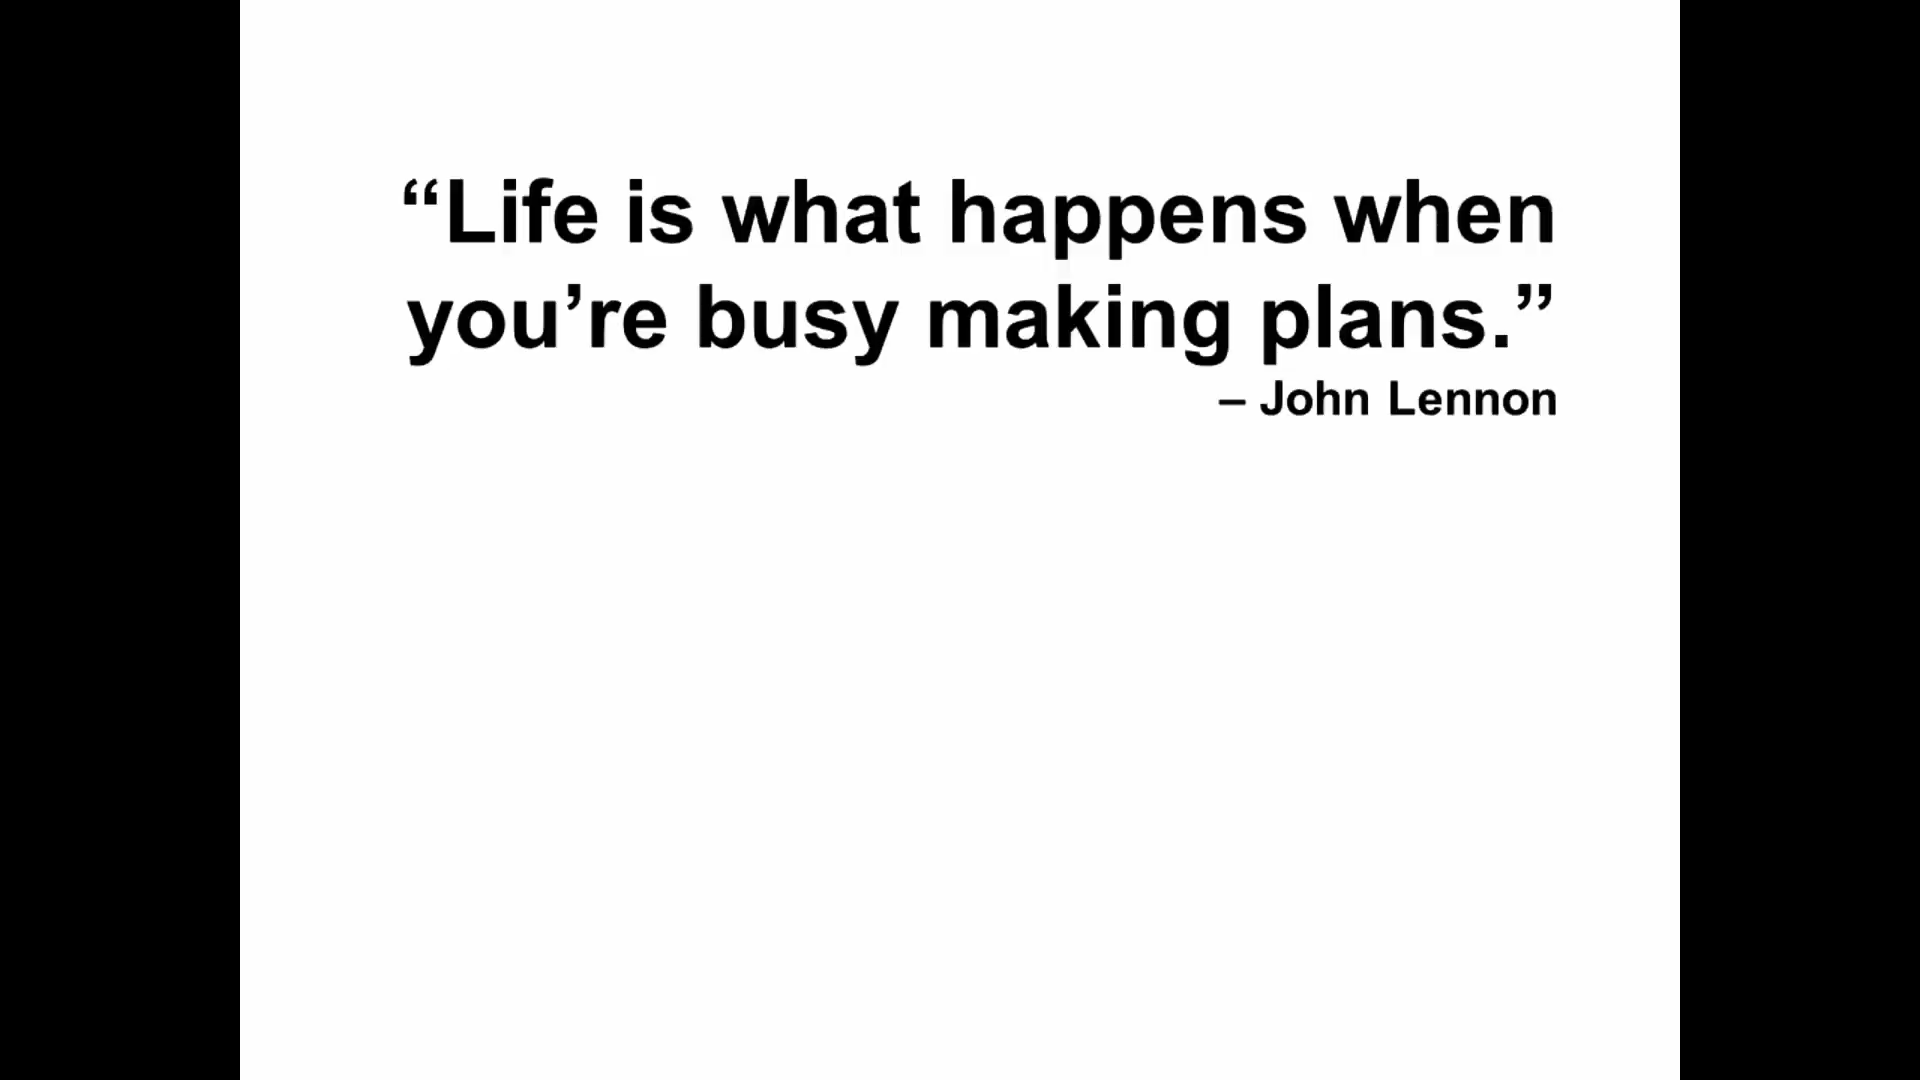 “Life is what happens when
you’re busy making plans.”
– John Lennon